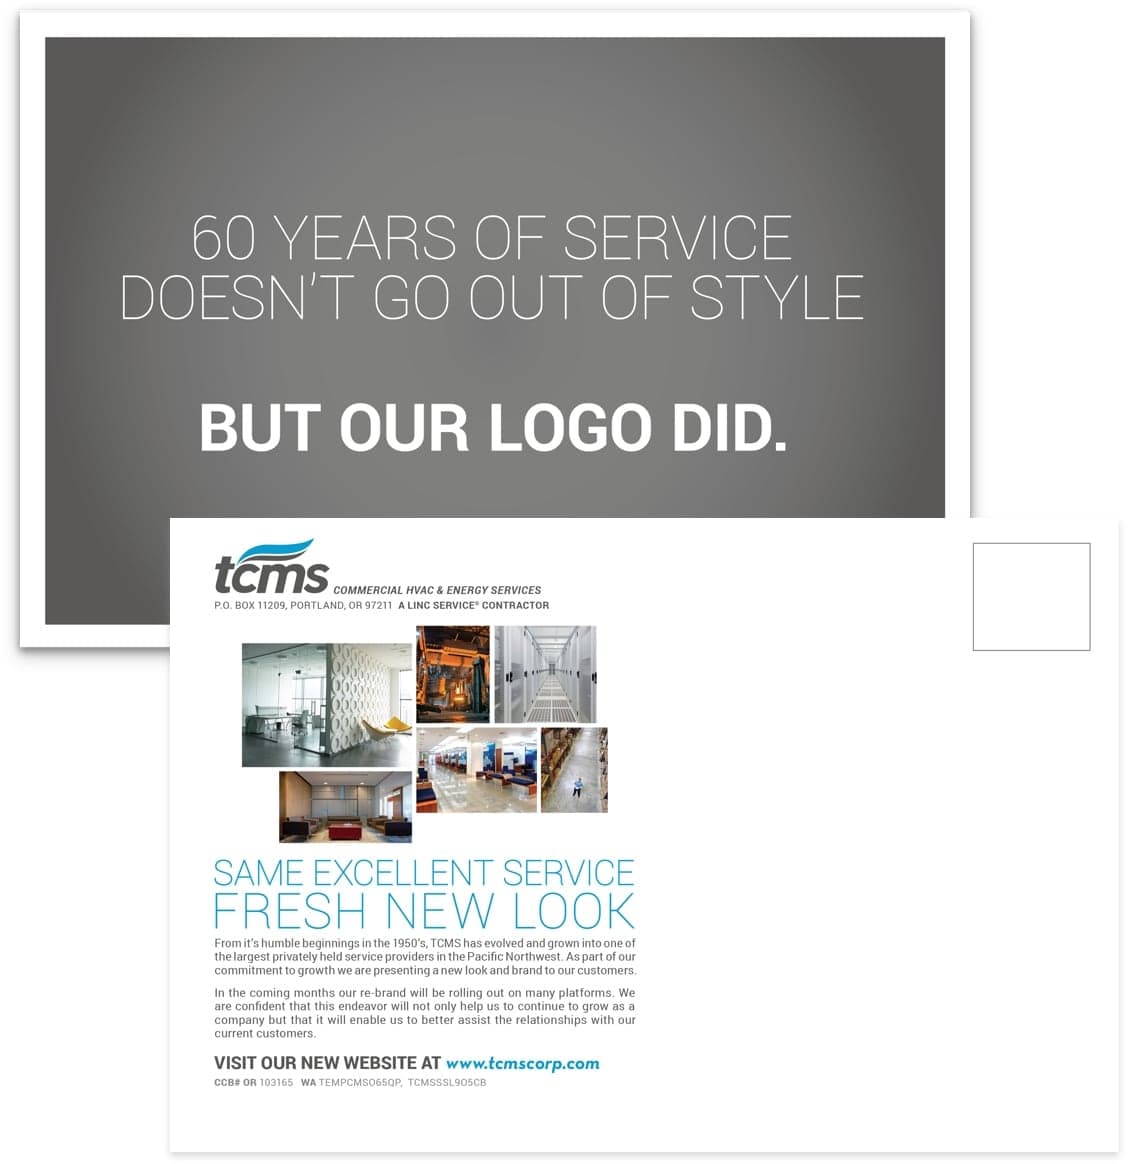 60 YEARS OF SERVICE
DOESN'T GO OUT OF STYLE
BUT OUR LOGO DID.
tcms COMMERCIAL HVAC & ENERGY SERVICES
P.O. BOX 11209, PORTLAND, OR 97211 A LINC SERVICE® CONTRACTOR
SAME EXCELLENT SERVICE
FRESH NEW LOOK
From it's humble beginnings in the 1950's, TCMS has evolved and grown into one of
the largest privately held service providers in the Pacific Northwest. As part of our
commitment to growth we are presenting a new look and brand to our customers.
In the coming months our re-brand will be rolling out on many platforms. We
are confident that this endeavor will not only help us to continue to grow as a
company but that it will enable us to better assist the relationships with our
current customers.
VISIT OUR NEW WEBSITE AT www.tcmscorp.com
CCB# OR 103165 WA TEMPCMSO65QP, TCMSSSL9O5CB